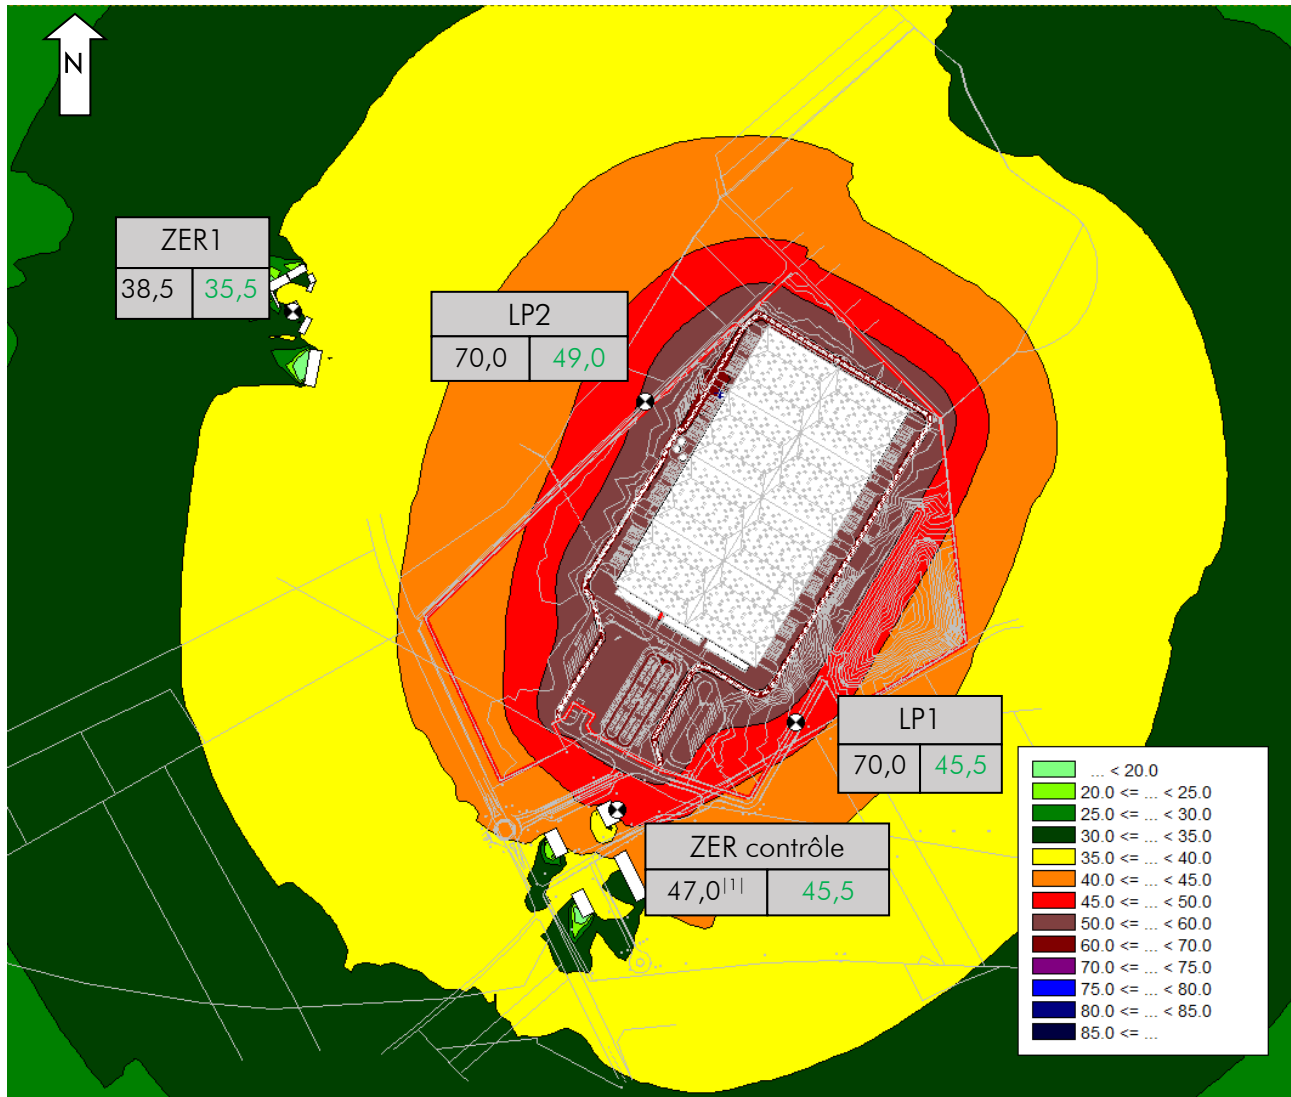 N
ZER1
38,5 35,5
LP2
70,0 49,0
LP1
70,0 45,5
ZER contrôle
47,0|1| 45,5
... < 20.0
20.0 <= ... < 25.0
25.0 <= ... < 30.0
30.0 <= ... < 35.0
35.0 <= ... < 40.0
40.0 <= ... < 45.0
45.0 <= ... < 50.0
50.0 <= ... < 60.0
60.0 <= ... < 70.0
70.0 <= ... < 75.0
75.0 <= ... < 80.0
80.0 <= ... < 85.0
85.0 <= ...